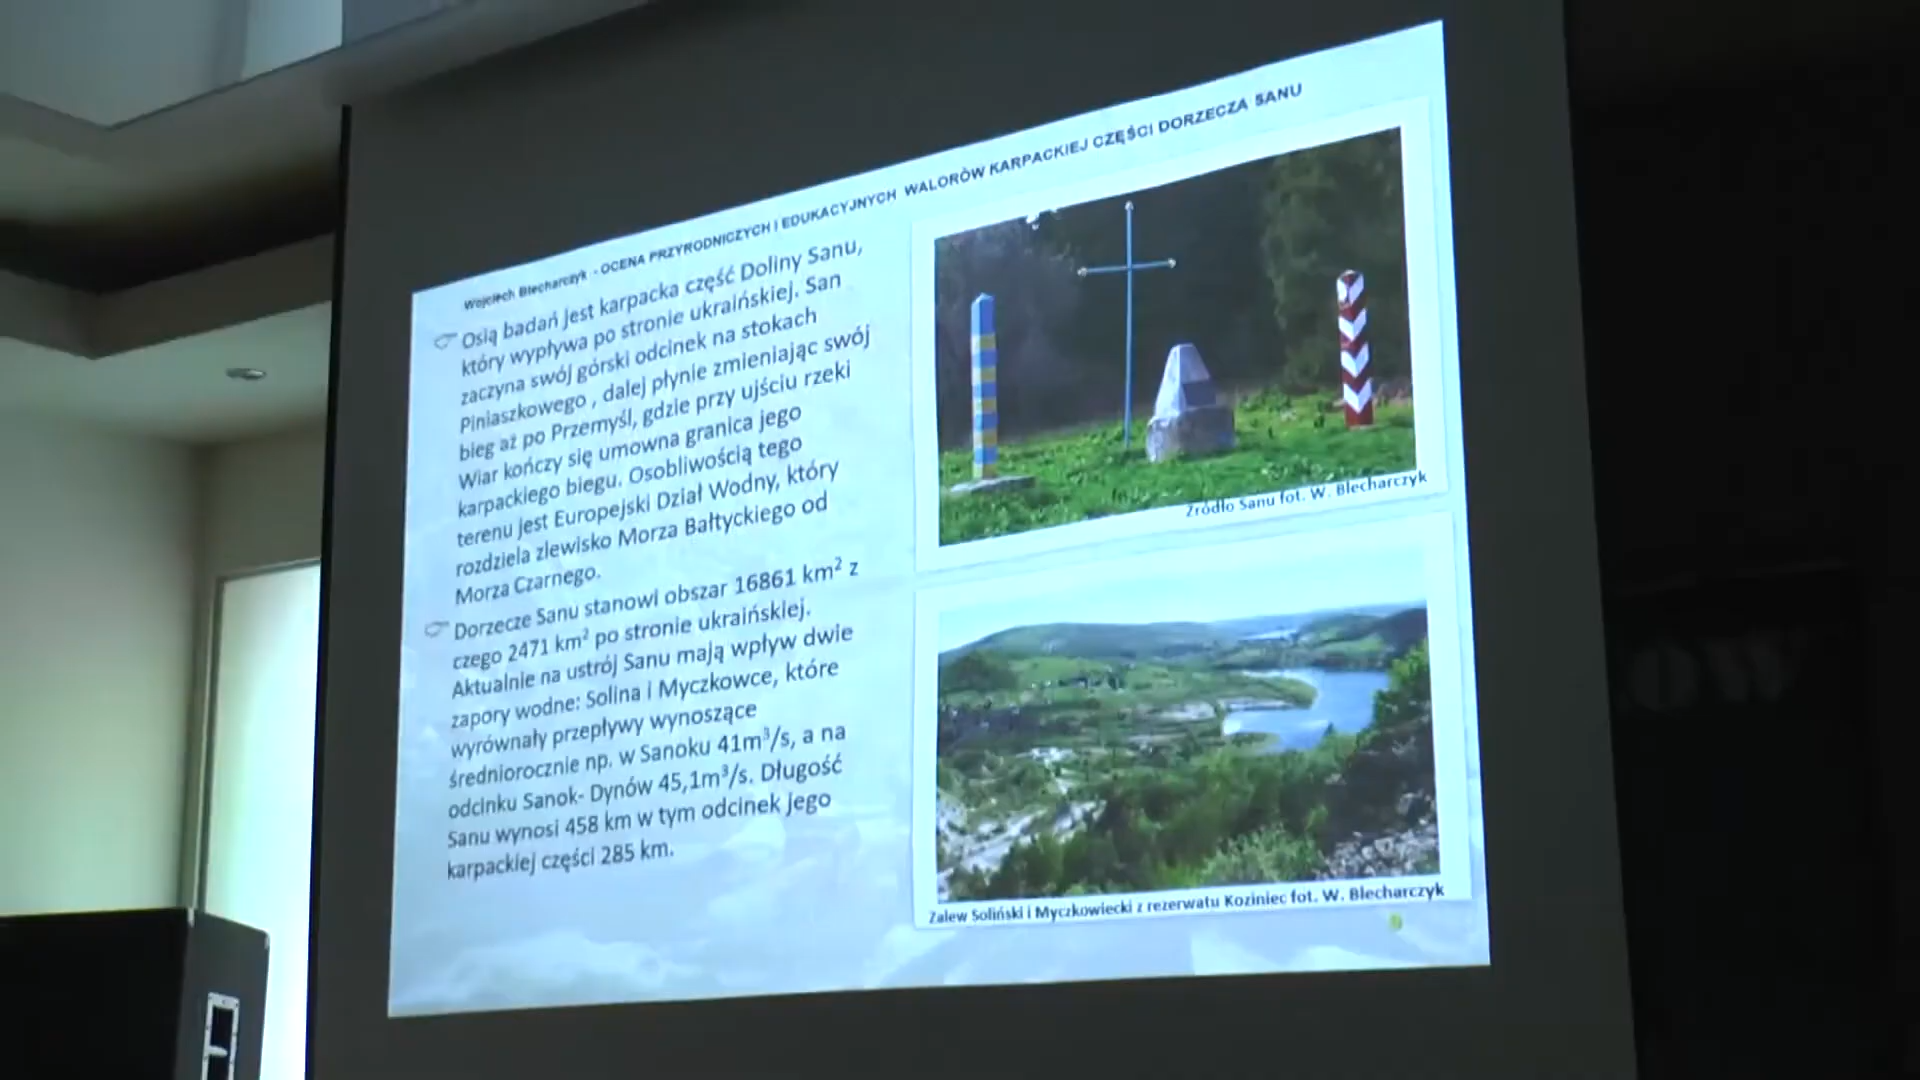 Wojciech Blecharczyk - OCENA PRZYRODNICZYCH I EDUKACYJNYCH WALORÓW KARPACKIEJ CZĘŚCI DORZECZA SANU
Osią badań jest karpacka część Doliny Sanu,
który wypływa po stronie ukraińskiej. San
zaczyna swój górski odcinek na stokach
Piniaszkowego , dalej płynie zmieniając swój
bieg aż po Przemyśl, gdzie przy ujściu rzeki
Wiar kończy się umowna granica jego
karpackiego biegu. Osobliwością tego
terenu jest Europejski Dział Wodny, który
rozdziela zlewisko Morza Bałtyckiego od
Morza Czarnego.
Dorzecze Sanu stanowi obszar 16861 km² z
czego 2471 km² po stronie ukraińskiej.
Aktualnie na ustrój Sanu mają wpływ dwie
zapory wodne: Solina i Myczkowce, które
wyrównały przepływy wynoszące
średniorocznie np. w Sanoku 41m³/s, a na
odcinku Sanok- Dynów 45,1m³/s. Długość
Sanu wynosi 458 km w tym odcinek jego
karpackiej części 285 km.
Źródło Sanu fot. W. Blecharczyk
Zalew Soliński i Myczkowiecki z rezerwatu Koziniec fot. W. Blecharczyk